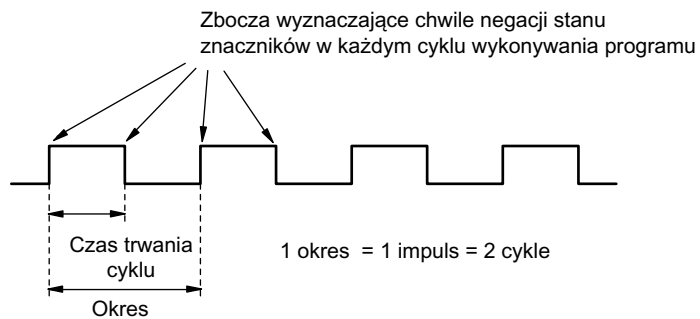 Zbocza wyznaczające chwile negacji stanu
znaczników w każdym cyklu wykonywania programu
Czas trwania
cyklu
1 okres = 1 impuls = 2 cykle
Okres